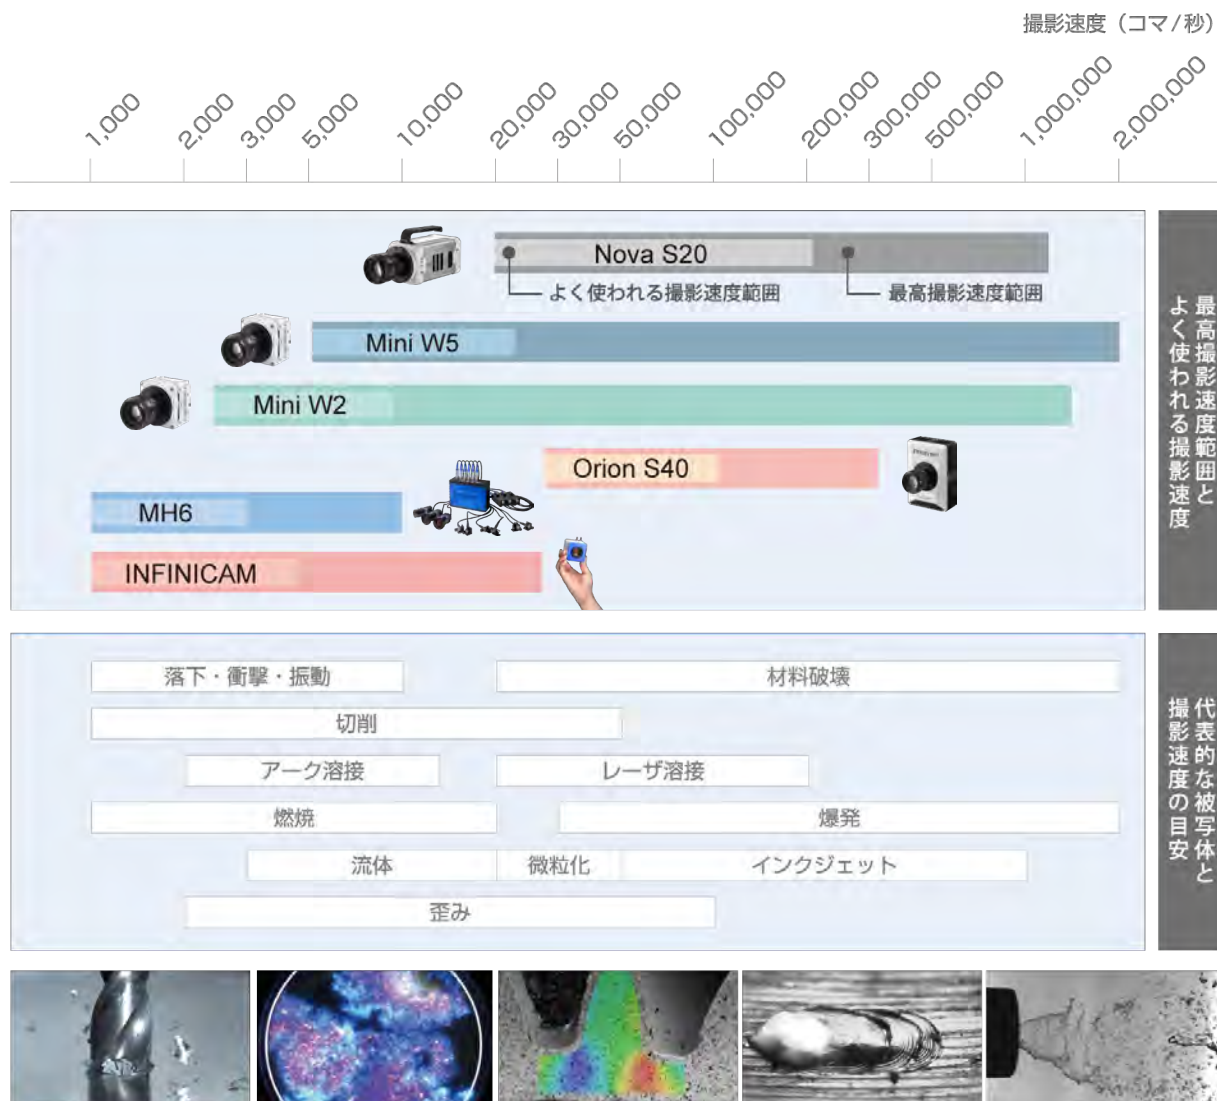 撮影速度（コマ/秒）
1,000
2,000
3,000
5,000
10,000
20,000
30,000
50,000
100,000
200,000
300,000
500,000
1,000,000
2,000,000
Nova S20
よく使われる撮影速度範囲
最高撮影速度範囲
Mini W5
Mini W2
Orion S40
MH6
INFINICAM
最高撮影速度範囲と
よく使われる撮影速度
落下・衝撃・振動
材料破壊
切削
アーク溶接
レーザ溶接
燃焼
爆発
流体
微粒化
インクジェット
歪み
代表的な被写体と
撮影速度の目安